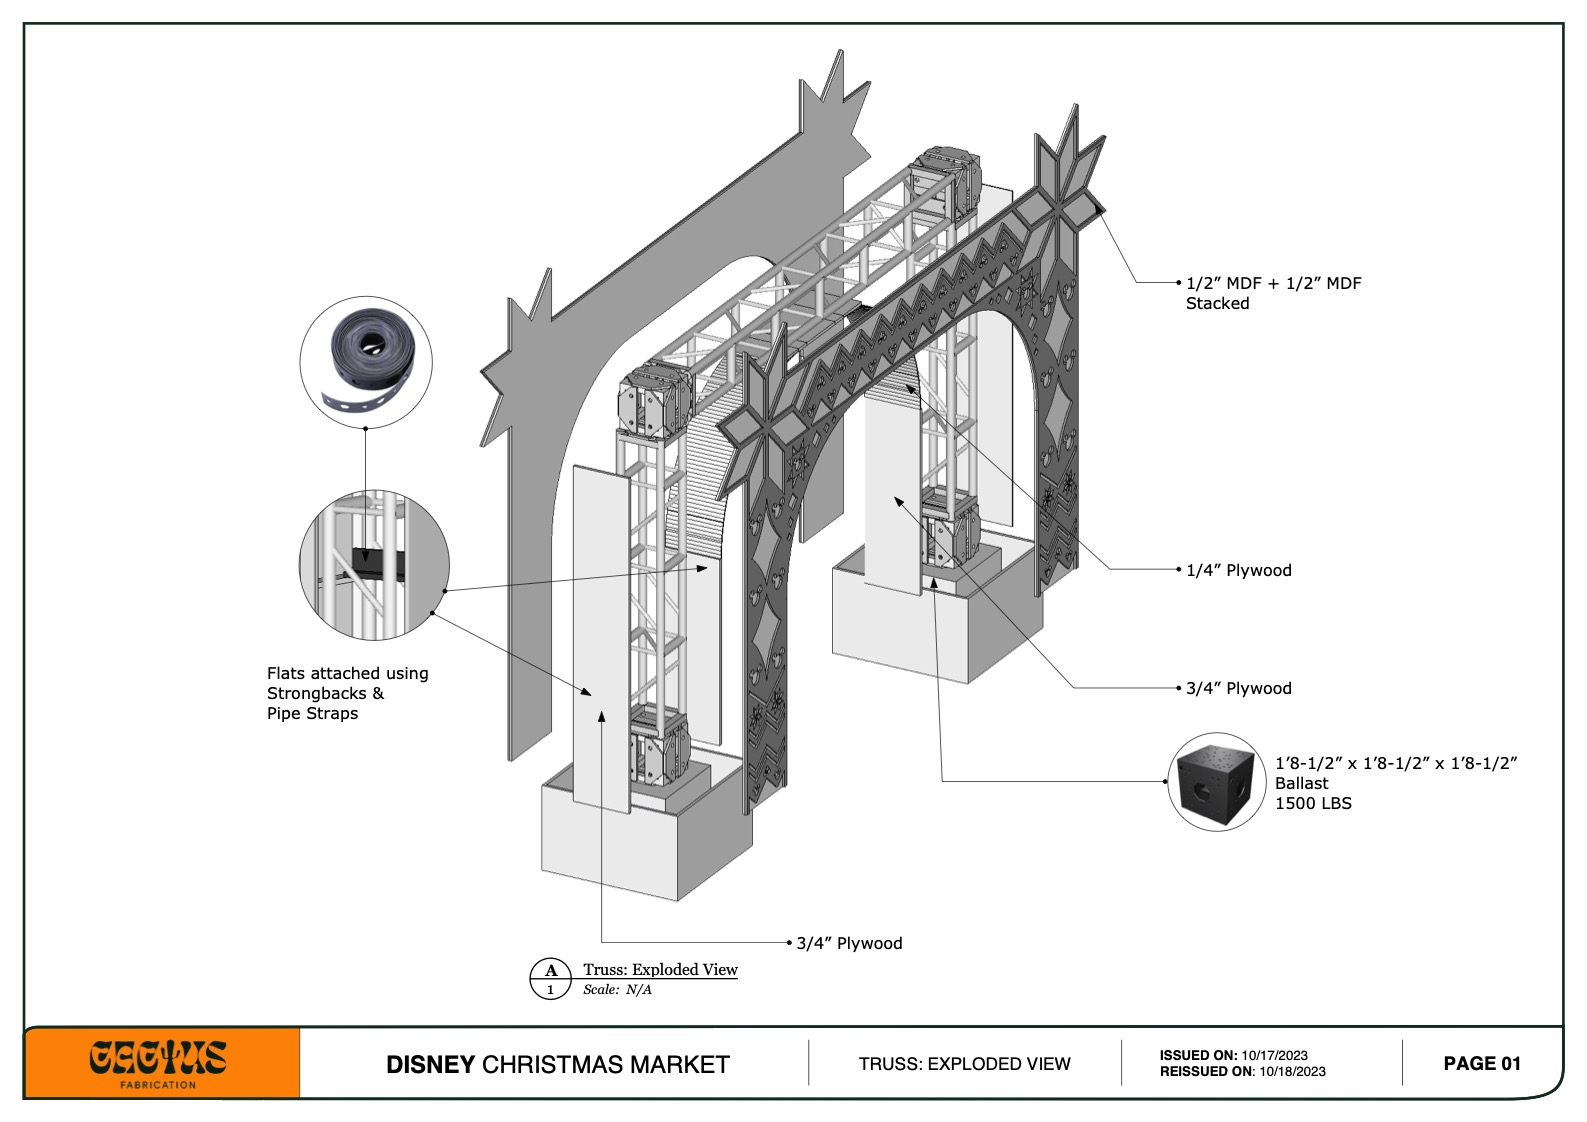 1/2” MDF + 1/2” MDF
Stacked
1/4” Plywood
Flats attached using
Strongbacks &
Pipe Straps
3/4” Plywood
1’8-1/2” x 1’8-1/2” x 1’8-1/2”
Ballast
1500 LBS
3/4” Plywood
A
1
Truss: Exploded View
Scale: N/A
CACTUS
FABRICATION
DISNEY CHRISTMAS MARKET
TRUSS: EXPLODED VIEW
ISSUED ON: 10/17/2023
REISSUED ON: 10/18/2023
PAGE 01